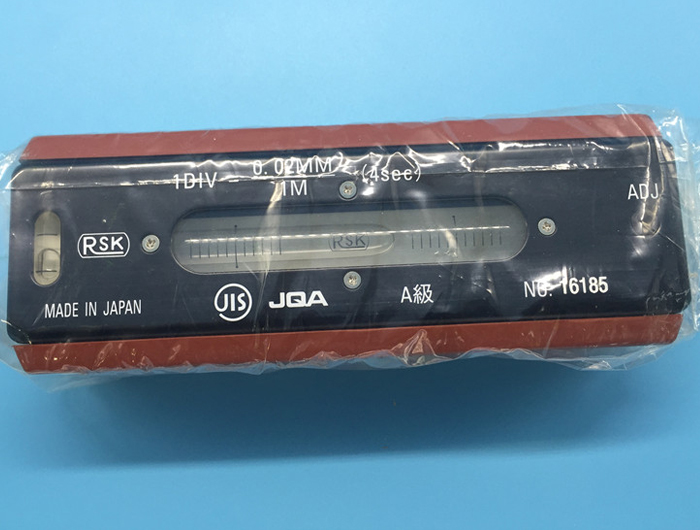 1DIV = 0.02MM/1M (4sec)
ADJ
RSK
RSK
MADE IN JAPAN
JIS JQA A級 NO. 16185